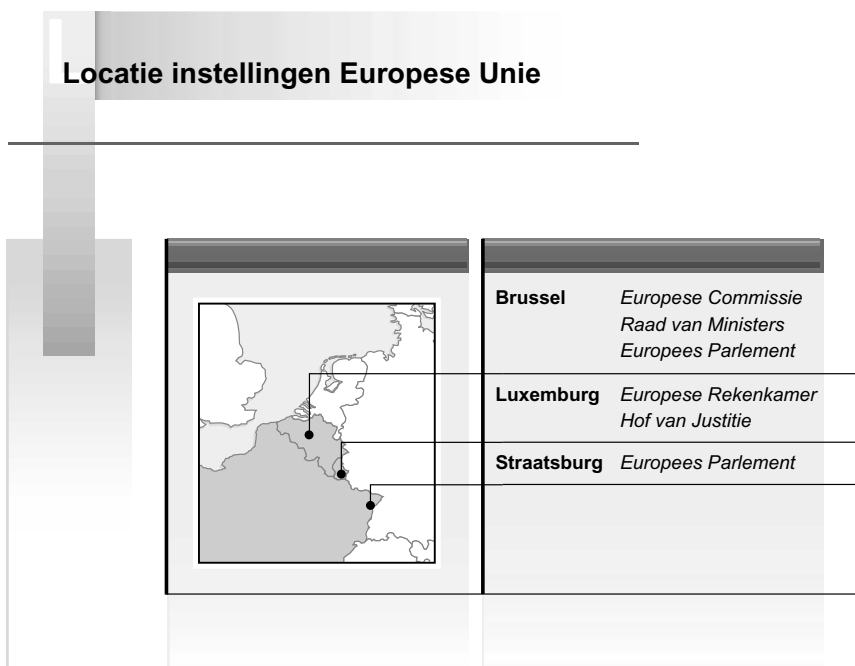 Locatie instellingen Europese Unie
Brussel Europese Commissie
Raad van Ministers
Europees Parlement
Luxemburg Europese Rekenkamer
Hof van Justitie
Straatsburg Europees Parlement